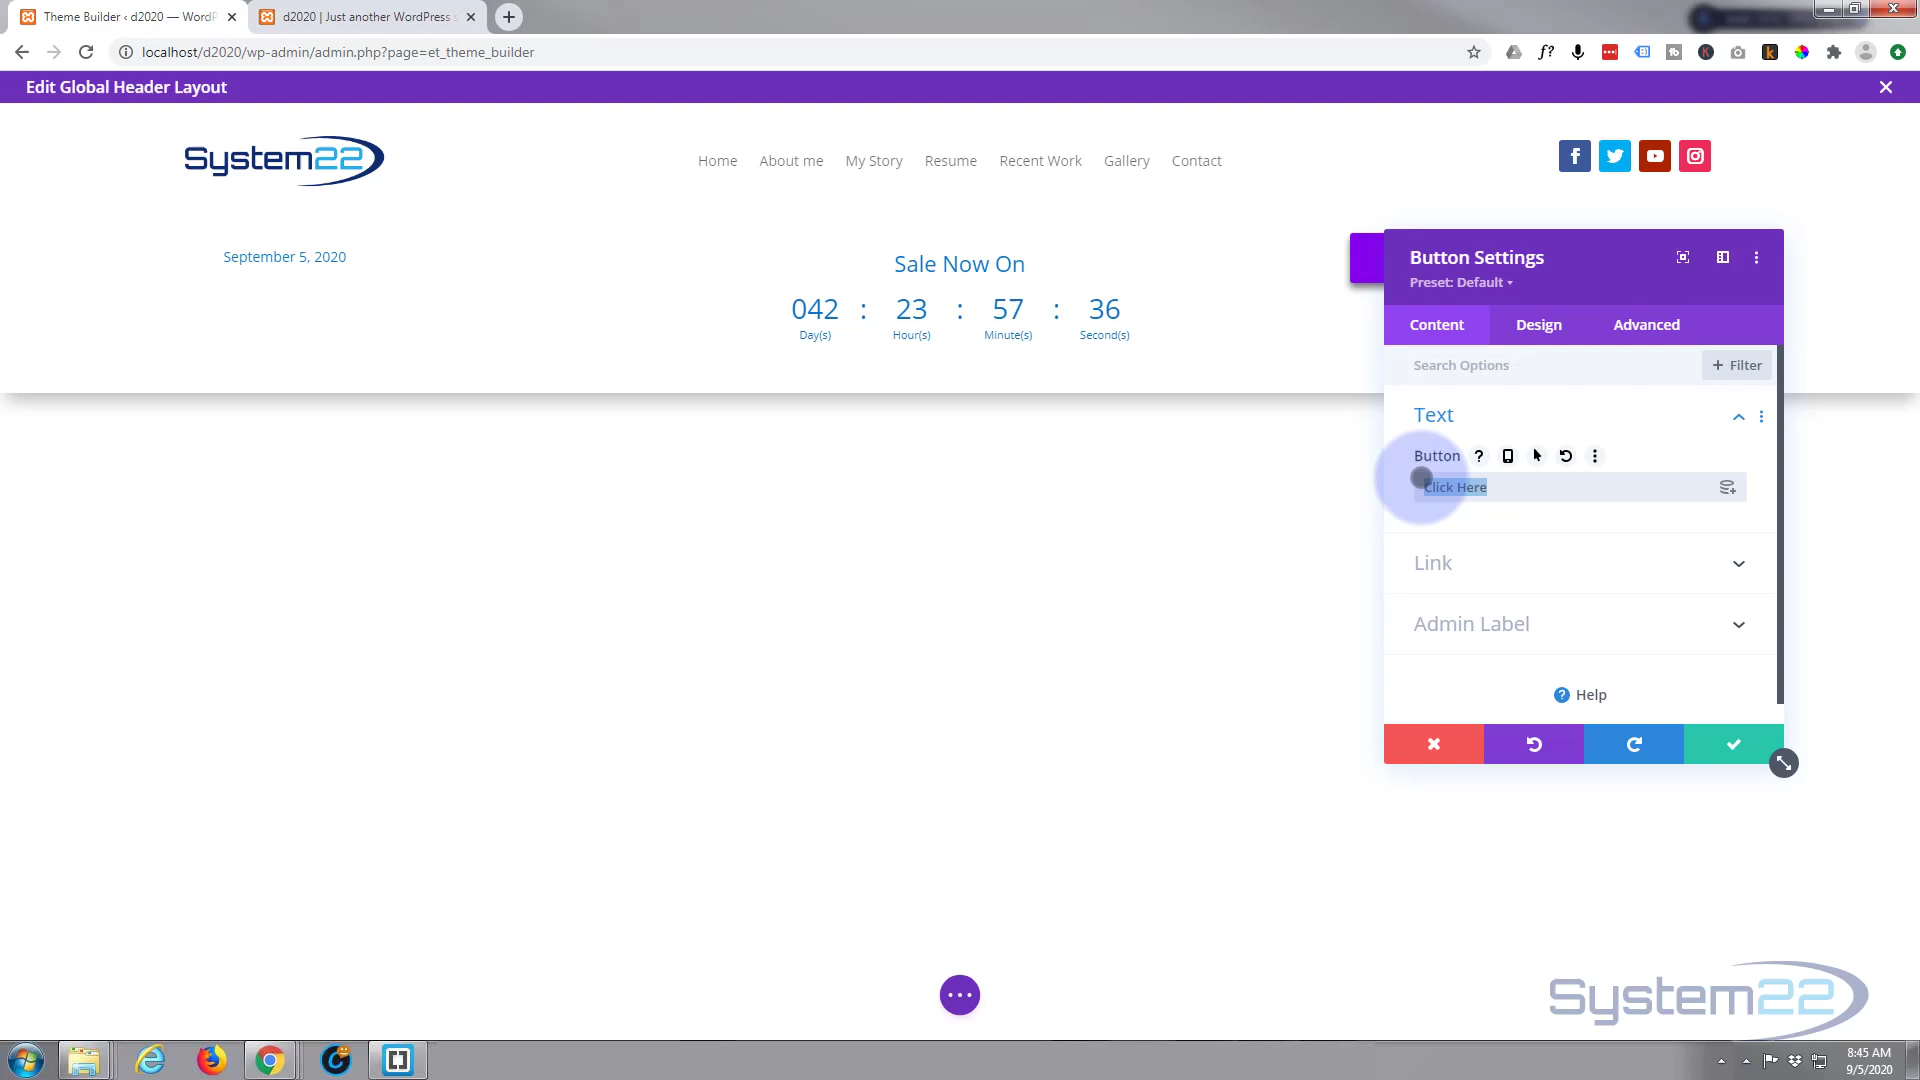 Theme Builder ‹ d2020 — WordP
d2020 | Just another WordPress s
localhost/d2020/wp-admin/admin.php?page=et_theme_builder
Edit Global Header Layout
System22
Home
About me
My Story
Resume
Recent Work
Gallery
Contact
September 5, 2020
Sale Now On
042 : 23 : 57 : 36
Day(s) Hour(s) Minute(s) Second(s)
Button Settings
Preset: Default
Content
Design
Advanced
Search Options
+ Filter
Text
Button
Click Here
Link
Admin Label
Help
System22
8:45 AM
9/5/2020